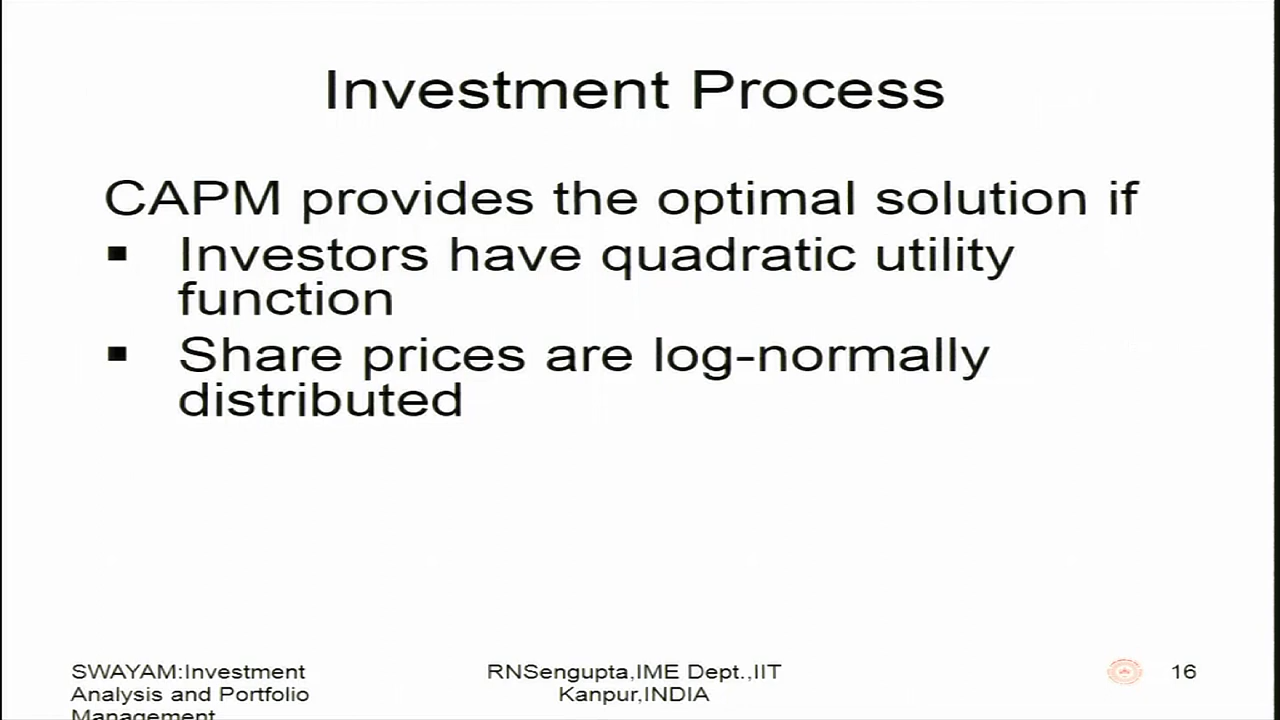 Investment Process
CAPM provides the optimal solution if
▪ Investors have quadratic utility
function
▪ Share prices are log-normally
distributed
SWAYAM:Investment
Analysis and Portfolio
Management
RNSengupta,IME Dept.,IIT
Kanpur,INDIA
16